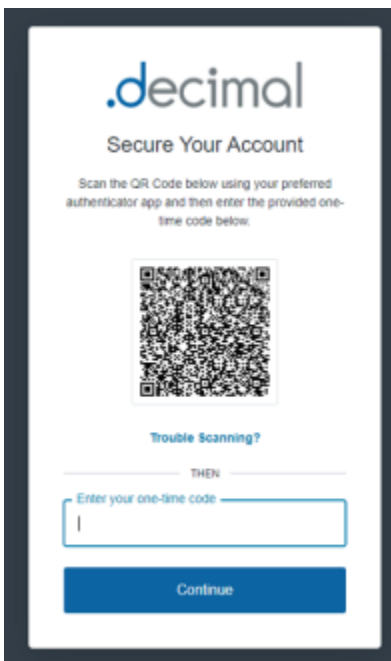 .decimal
Secure Your Account
Scan the QR Code below using your preferred
authenticator app and then enter the provided one-
time code below.
Trouble Scanning?
THEN
Enter your one-time code
Continue